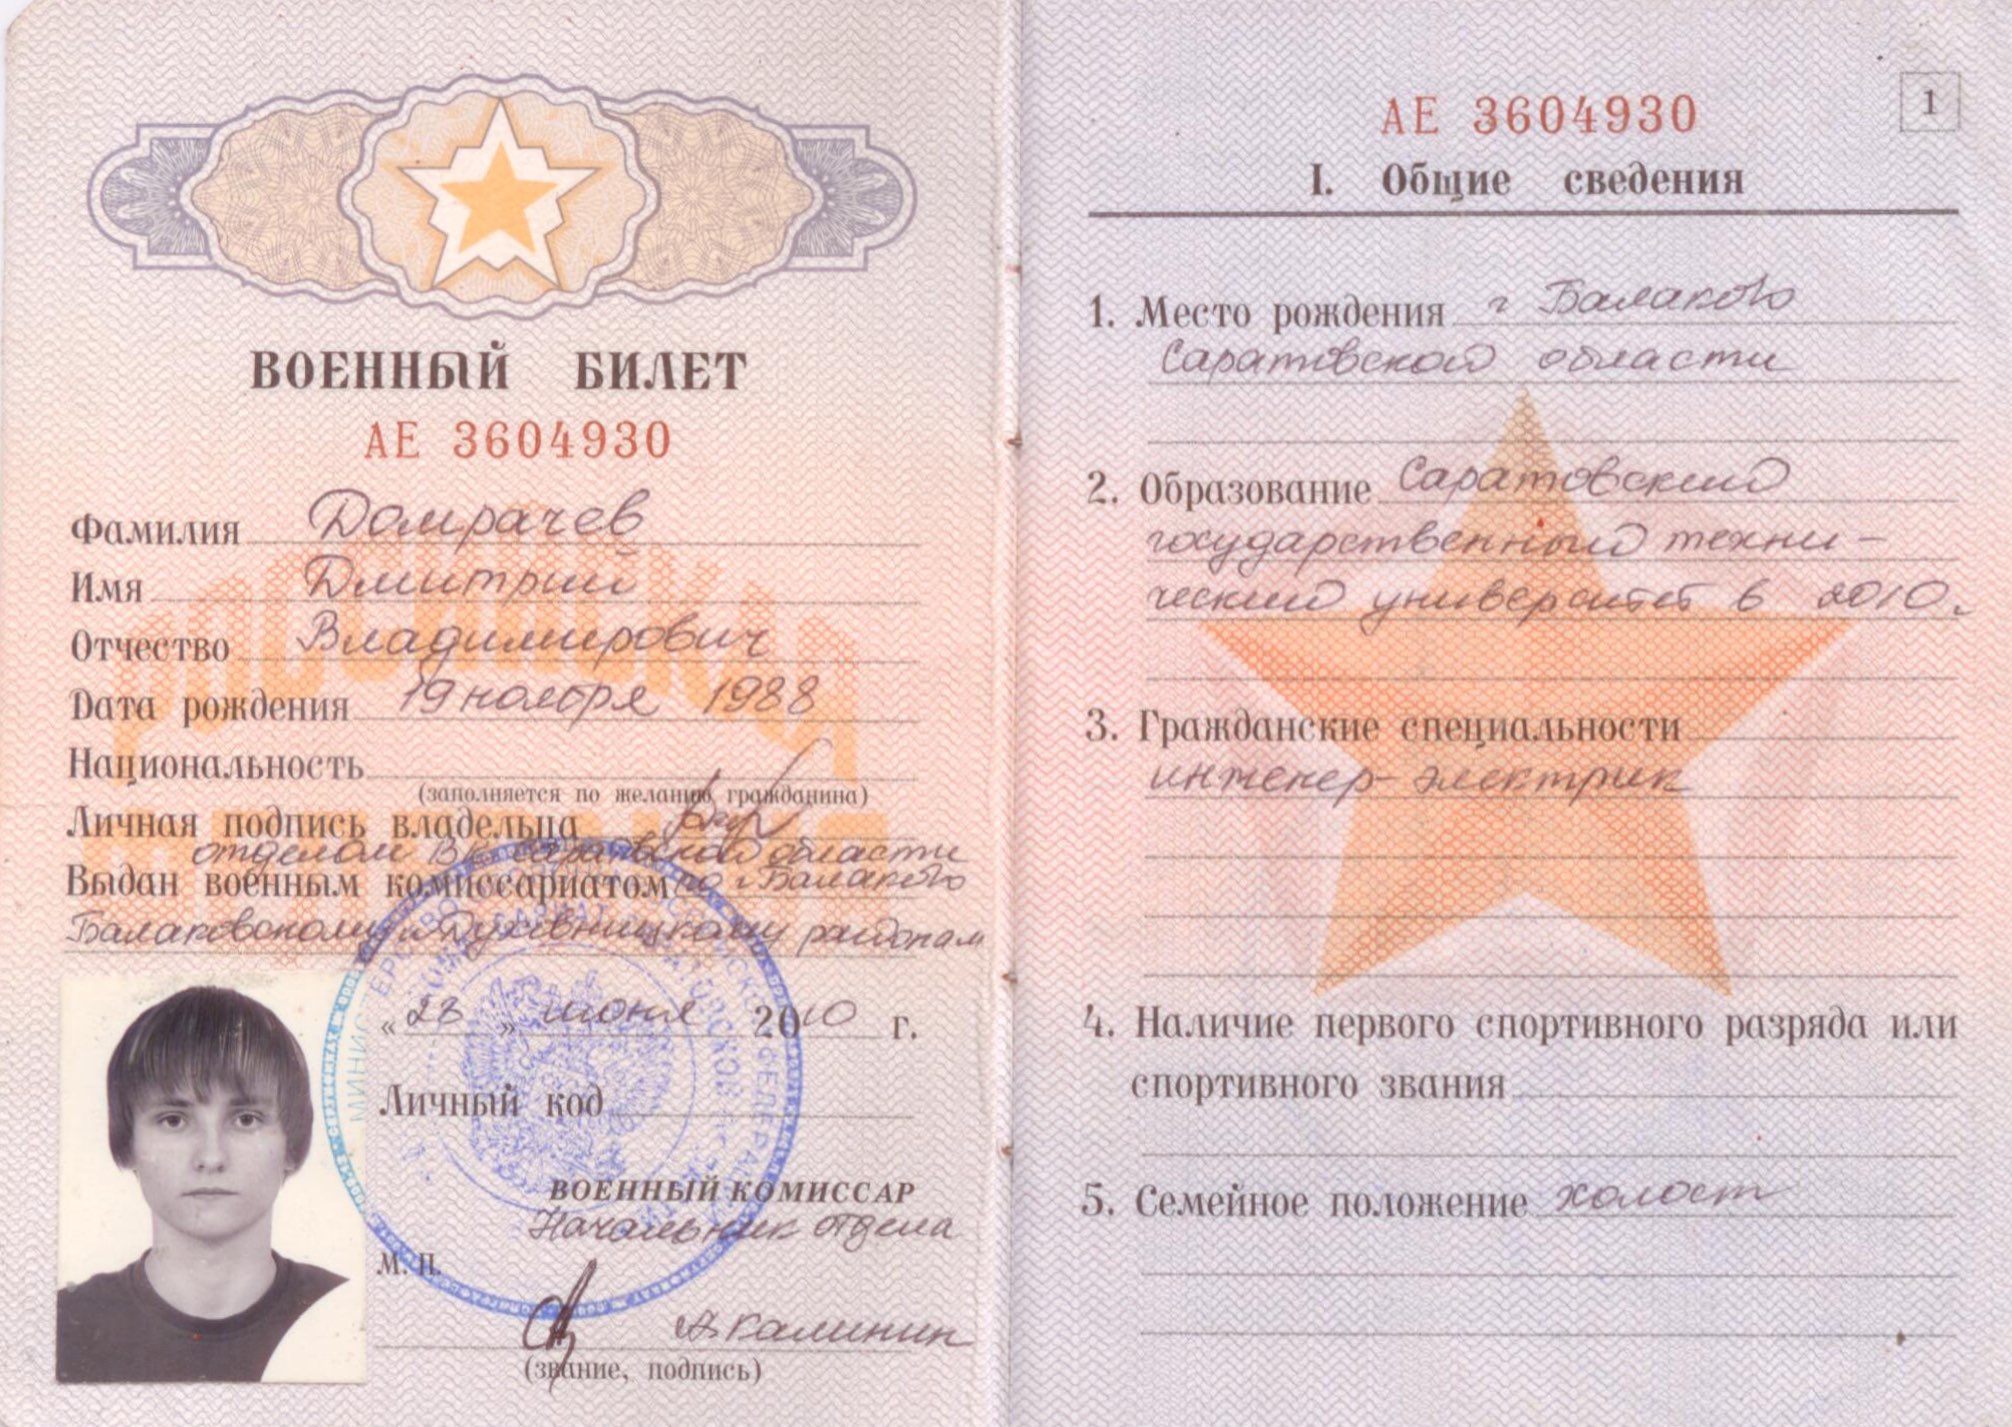 ВОЕННЫЙ БИЛЕТ
АЕ 3604930
Фамилия Домрачев
Имя Дмитрий
Отчество Владимирович
Дата рождения 19 ноября 1988
Национальность
(заполняется по желанию гражданина)
Личная подпись владельца
отделом ВК Саратовской области
Выдан военным комиссариатом по г. Балаково
Балаковскому и Духовницкому районам
«23» июня 2010 г.
Личный код
ВОЕННЫЙ КОМИССАР
Начальник отдела
М. П.
А Калинин
(звание, подпись)
АЕ 3604930
1
I. Общие сведения
1. Место рождения г Балаково
Саратовской области
2. Образование Саратовский
государственный техни-
ческий университет в 2010г.
3. Гражданские специальности
инженер-электрик
4. Наличие первого спортивного разряда или
спортивного звания
5. Семейное положение холост